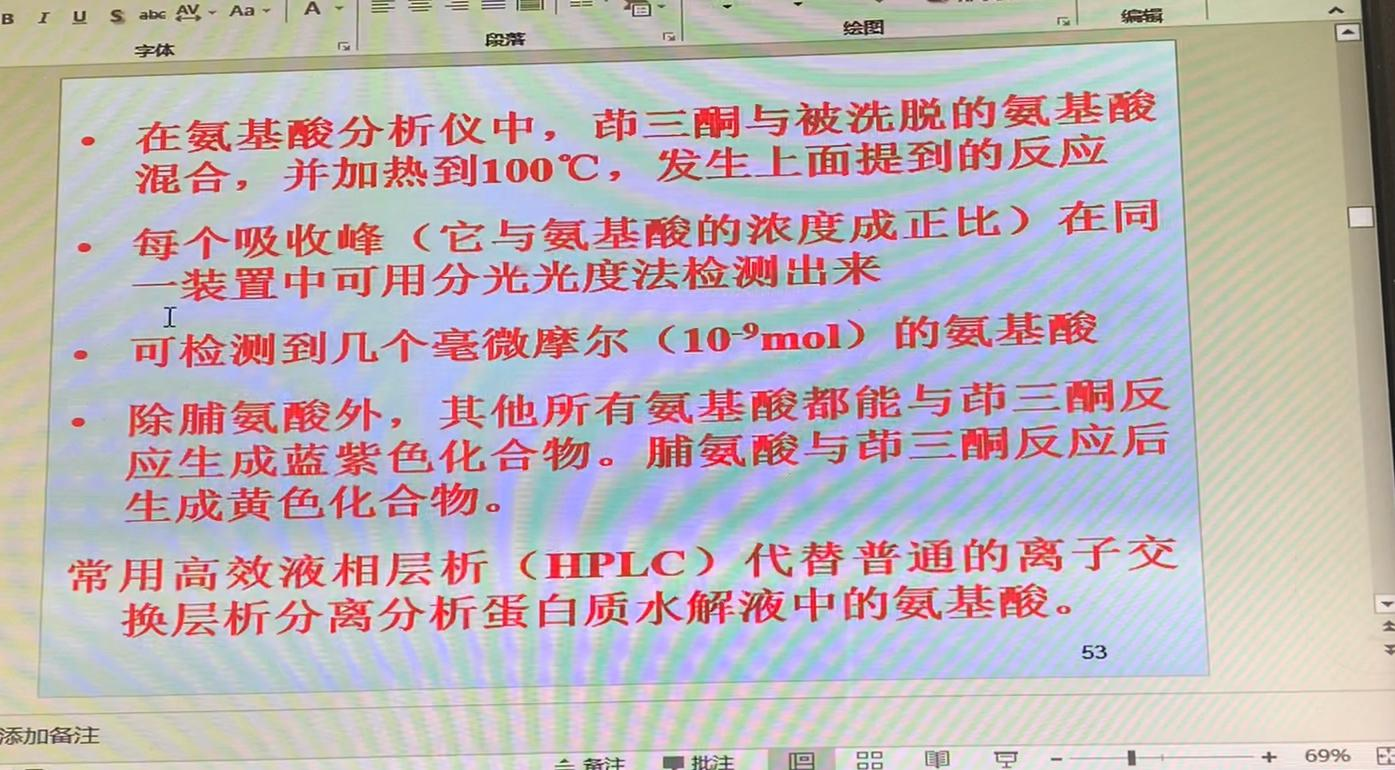 B I U S abc AV Aa A
字体 段落 绘图 编辑
• 在氨基酸分析仪中，茚三酮与被洗脱的氨基酸
混合，并加热到100℃，发生上面提到的反应
• 每个吸收峰（它与氨基酸的浓度成正比）在同
一装置中可用分光光度法检测出来
• 可检测到几个毫微摩尔（10⁻⁹mol）的氨基酸
• 除脯氨酸外，其他所有氨基酸都能与茚三酮反
应生成蓝紫色化合物。脯氨酸与茚三酮反应后
生成黄色化合物。
常用高效液相层析（HPLC）代替普通的离子交
换层析分离分析蛋白质水解液中的氨基酸。
53
添加备注
备注 批注 69%